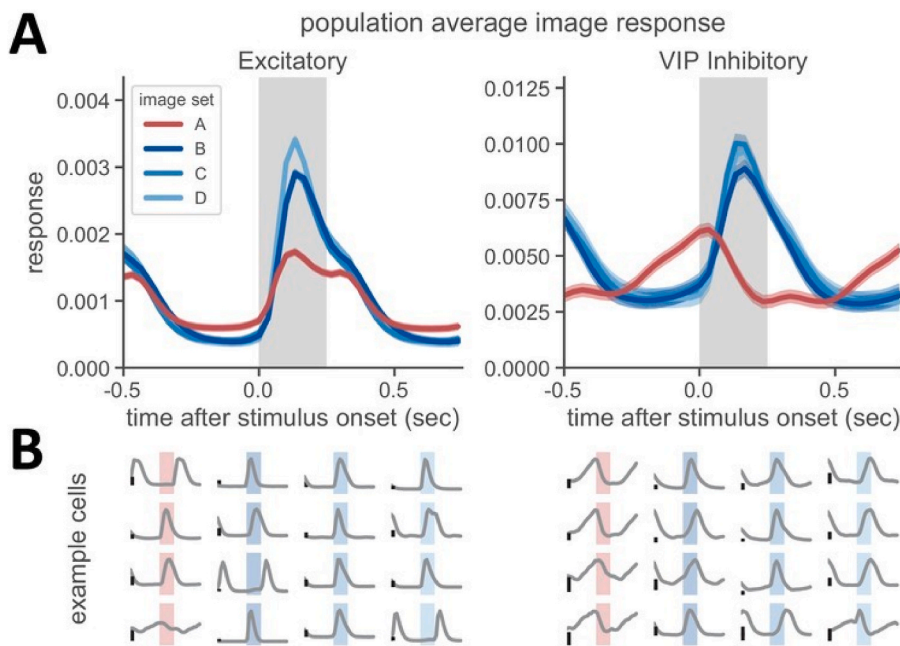 A
population average image response
Excitatory
VIP Inhibitory
image set
A
B
C
D
response
0.004
0.003
0.002
0.001
0.000
-0.5
0.0
0.5
time after stimulus onset (sec)
0.0125
0.0100
0.0075
0.0050
0.0025
0.0000
-0.5
0.0
0.5
time after stimulus onset (sec)
B
example cells